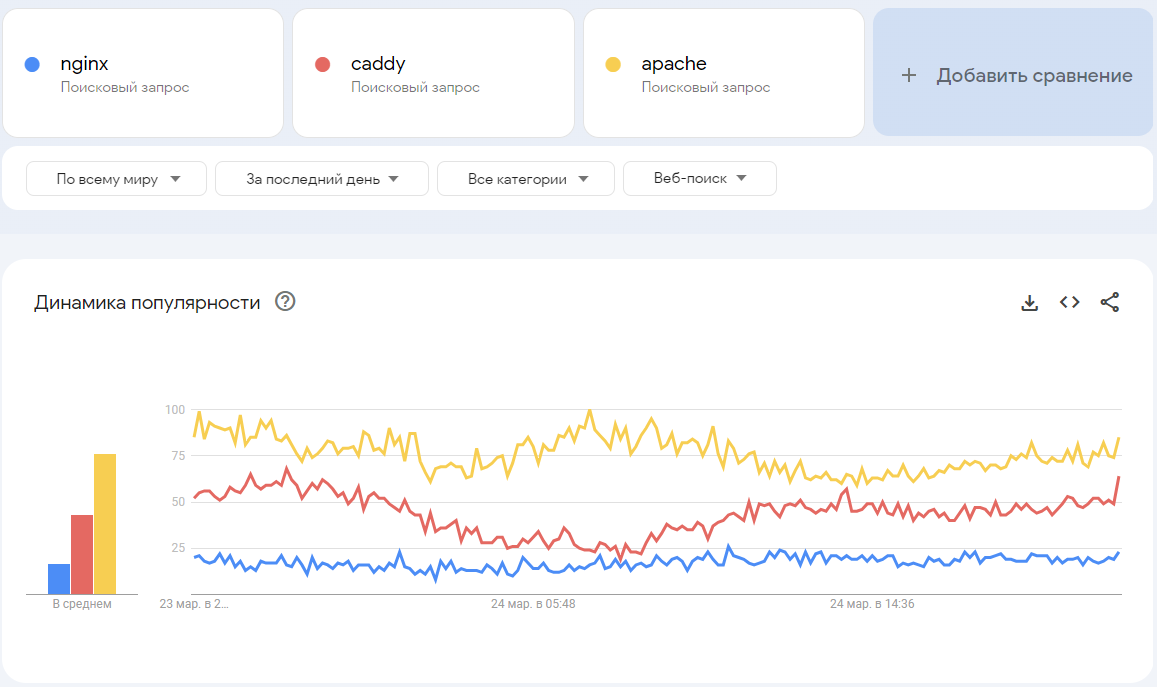 nginx
Поисковый запрос
caddy
Поисковый запрос
apache
Поисковый запрос
+ Добавить сравнение
По всему миру
За последний день
Все категории
Веб-поиск
Динамика популярности
?
100
75
50
25
В среднем
23 мар. в 2…
24 мар. в 05:48
24 мар. в 14:36